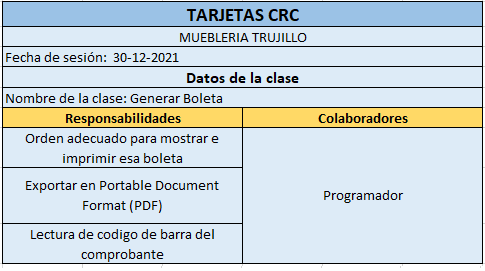 TARJETAS CRC
MUEBLERIA TRUJILLO
Fecha de sesión: 30-12-2021
Datos de la clase
Nombre de la clase: Generar Boleta
Responsabilidades
Colaboradores
Orden adecuado para mostrar e
imprimir esa boleta
Exportar en Portable Document
Format (PDF)
Lectura de codigo de barra del
comprobante
Programador